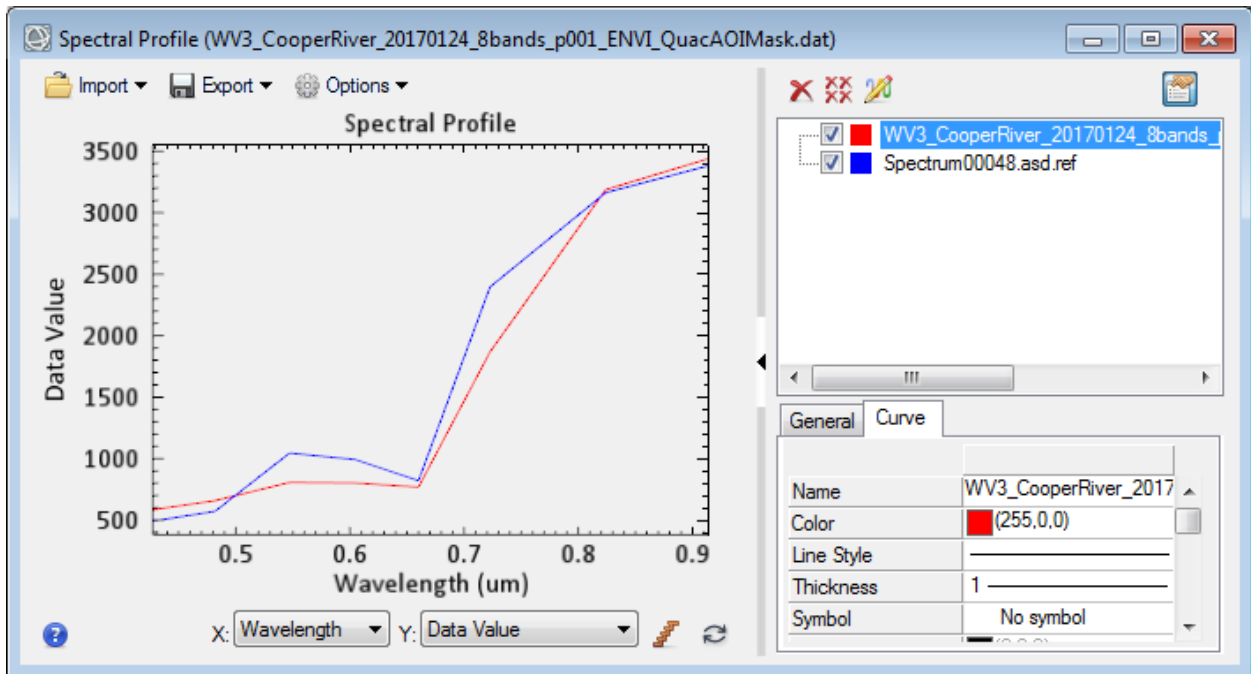 Spectral Profile (WV3_CooperRiver_20170124_8bands_p001_ENVI_QuacAOIMask.dat)
Import Export Options
Spectral Profile
3500
3000
2500
2000
1500
1000
500
Data Value
0.5 0.6 0.7 0.8 0.9
Wavelength (um)
X: Wavelength Y: Data Value
WV3_CooperRiver_20170124_8bands_
Spectrum00048.asd.ref
General Curve
Name WV3_CooperRiver_2017
Color (255,0,0)
Line Style
Thickness 1
Symbol No symbol